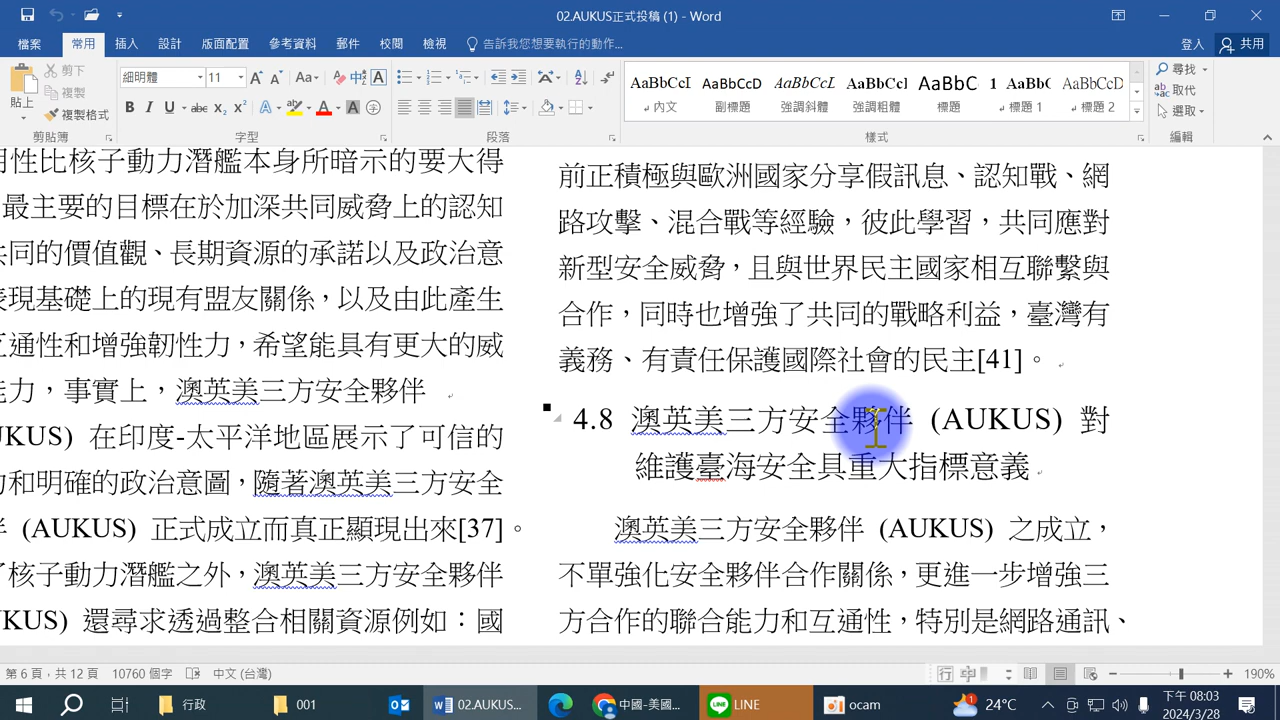 02.AUKUS正式投稿 (1) - Word
檔案 常用 插入 設計 版面配置 參考資料 郵件 校閱 檢視 告訴我您想要執行的動作... 登入 共用
貼上 剪下 複製 複製格式 剪貼簿
細明體 11 字型
段落
AaBbCcI AaBbCcD AaBbCcL AaBbCcI AaBbC 1 AaBb( AaBbCcD
內文 副標題 強調斜體 強調粗體 標題 標題 1 標題 2
樣式
尋找 取代 選取 編輯
明性比核子動力潛艦本身所暗示的要大得
最主要的目標在於加深共同威脅上的認知
共同的價值觀、長期資源的承諾以及政治意
表現基礎上的現有盟友關係，以及由此產生
互通性和增強韌性力，希望能具有更大的威
能力，事實上，澳英美三方安全夥伴
UKUS) 在印度-太平洋地區展示了可信的
力和明確的政治意圖，隨著澳英美三方安全
伴 (AUKUS) 正式成立而真正顯現出來[37]。
了核子動力潛艦之外，澳英美三方安全夥伴
UKUS) 還尋求透過整合相關資源例如：國
前正積極與歐洲國家分享假訊息、認知戰、網
路攻擊、混合戰等經驗，彼此學習，共同應對
新型安全威脅，且與世界民主國家相互聯繫與
合作，同時也增強了共同的戰略利益，臺灣有
義務、有責任保護國際社會的民主[41]。
4.8 澳英美三方安全夥伴 (AUKUS) 對
維護臺海安全具重大指標意義
澳英美三方安全夥伴 (AUKUS) 之成立，
不單強化安全夥伴合作關係，更進一步增強三
方合作的聯合能力和互通性，特別是網路通訊、
第 6 頁，共 12 頁 10760 個字 中文 (台灣) 190%
行政 001 02.AUKUS... 中國-美國... LINE ocam 24°C 下午 08:03
2024/3/28